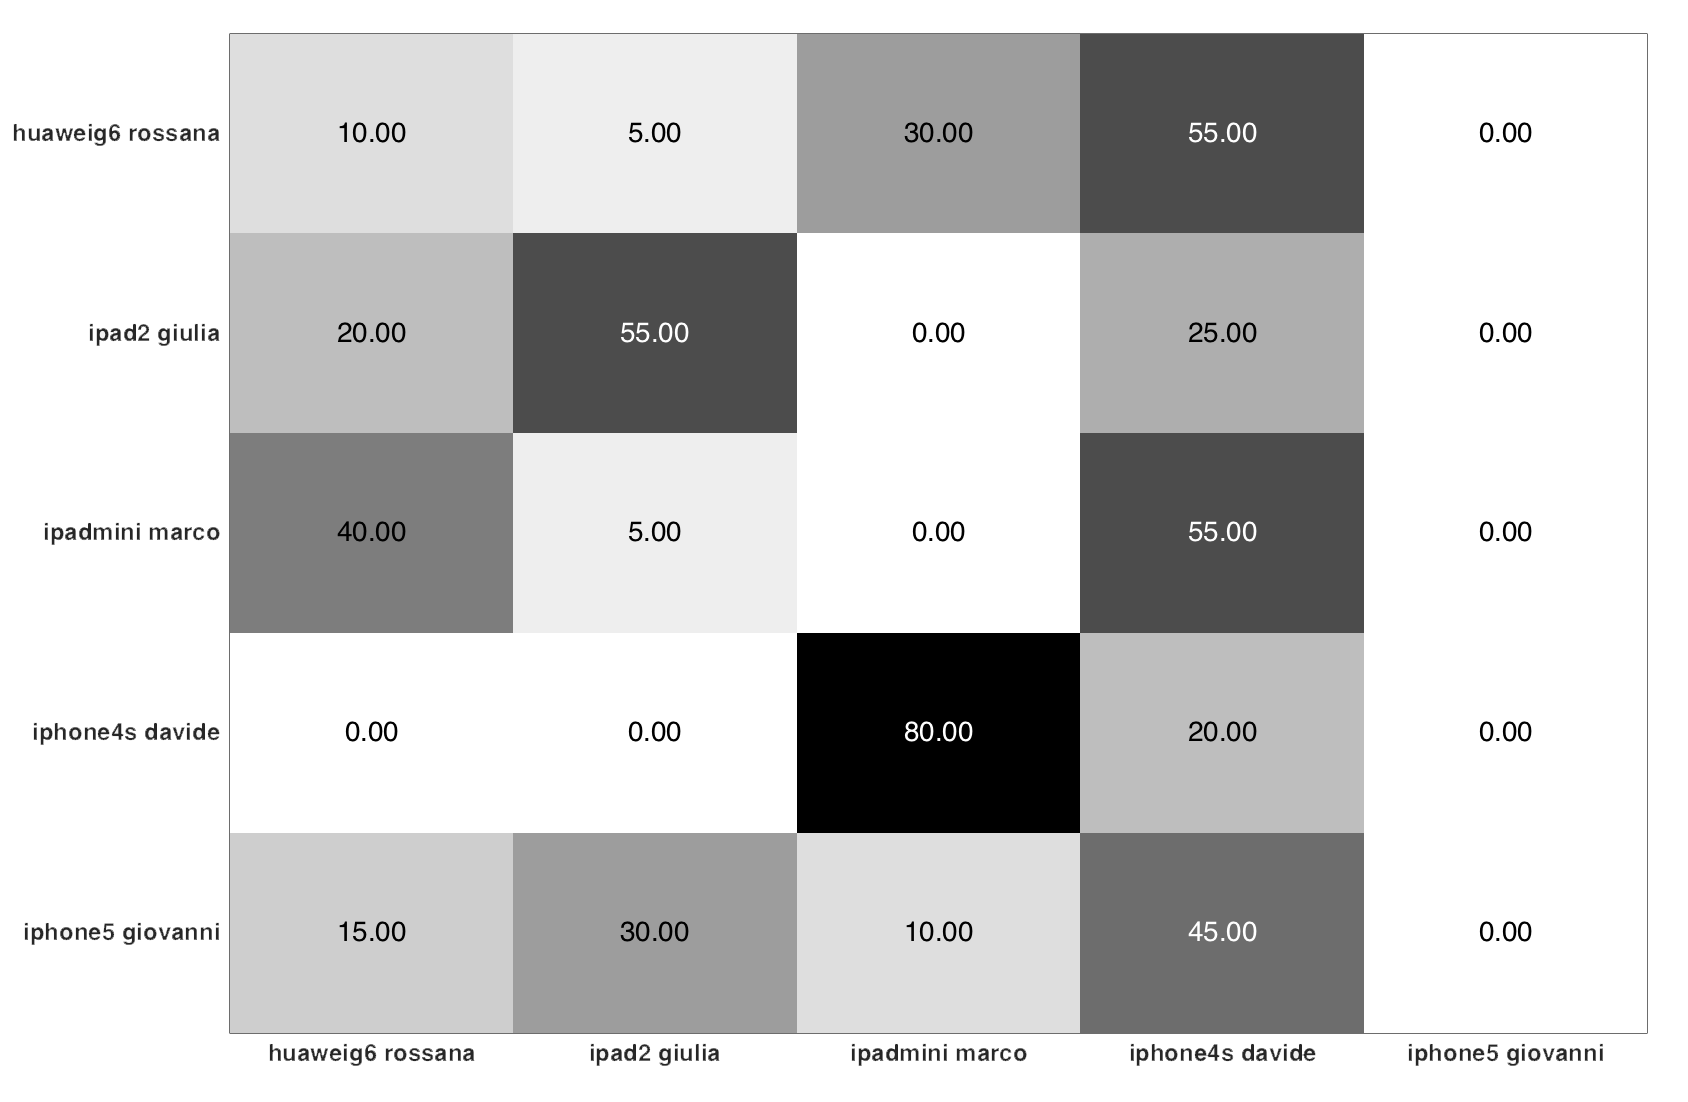 huaweig6 rossana 10.00 5.00 30.00 55.00 0.00
ipad2 giulia 20.00 55.00 0.00 25.00 0.00
ipadmini marco 40.00 5.00 0.00 55.00 0.00
iphone4s davide 0.00 0.00 80.00 20.00 0.00
iphone5 giovanni 15.00 30.00 10.00 45.00 0.00
huaweig6 rossana ipad2 giulia ipadmini marco iphone4s davide iphone5 giovanni